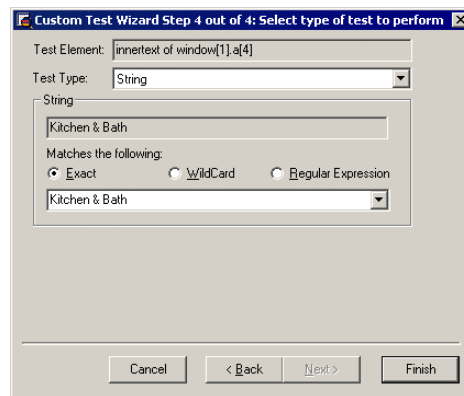 Custom Test Wizard Step 4 out of 4: Select type of test to perform
Test Element: innertext of window[1].a[4]
Test Type: String
String
Kitchen & Bath
Matches the following:
Exact WildCard Regular Expression
Kitchen & Bath
Cancel < Back Next > Finish